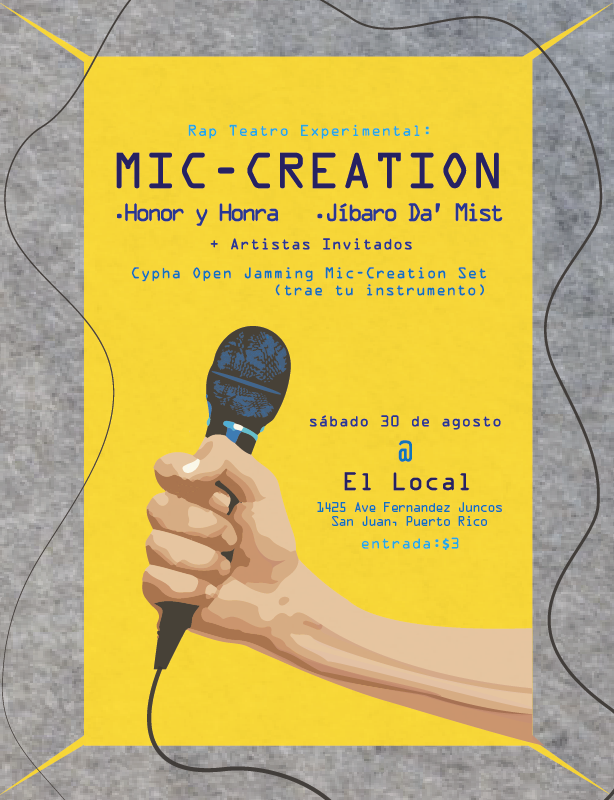 Rap Teatro Experimental:
MIC-CREATION
•Honor y Honra •Jíbaro Da' Mist
+ Artistas Invitados
Cypha Open Jamming Mic-Creation Set
(trae tu instrumento)
sábado 30 de agosto
@
El Local
1425 Ave Fernandez Juncos
San Juan, Puerto Rico
entrada:$3